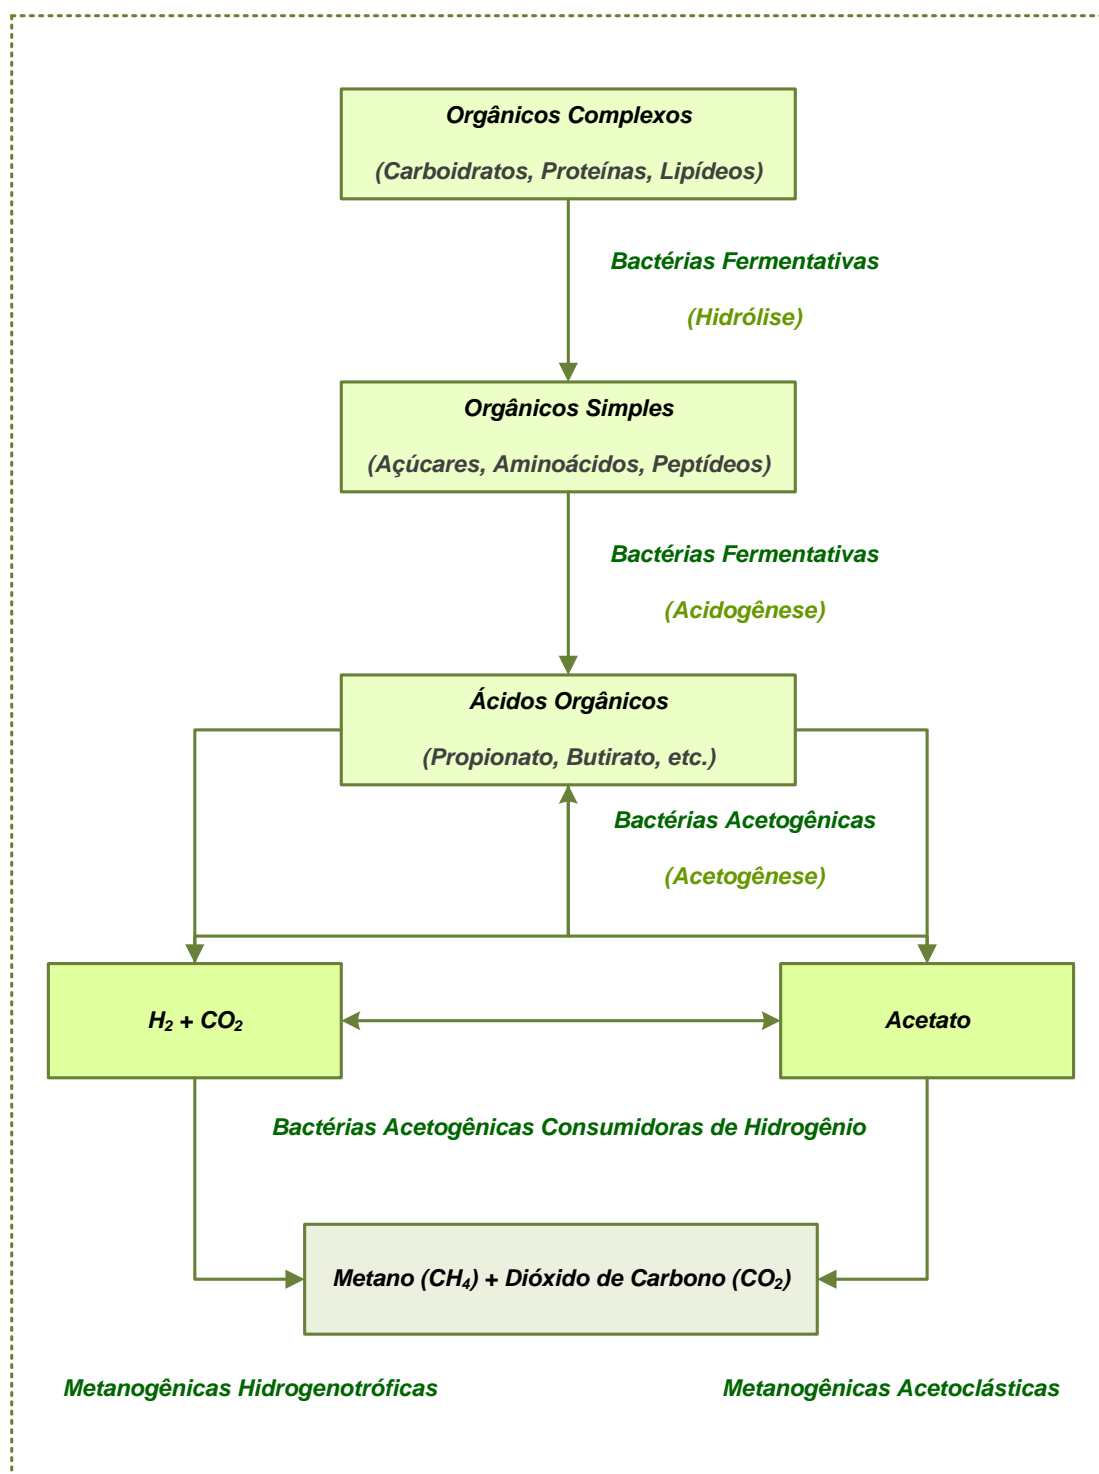 Orgânicos Complexos
(Carboidratos, Proteínas, Lipídeos)
Bactérias Fermentativas
(Hidrólise)
Orgânicos Simples
(Açúcares, Aminoácidos, Peptídeos)
Bactérias Fermentativas
(Acidogênese)
Ácidos Orgânicos
(Propionato, Butirato, etc.)
Bactérias Acetogênicas
(Acetogênese)
H₂ + CO₂
Acetato
Bactérias Acetogênicas Consumidoras de Hidrogênio
Metano (CH₄) + Dióxido de Carbono (CO₂)
Metanogênicas Hidrogenotróficas
Metanogênicas Acetoclásticas